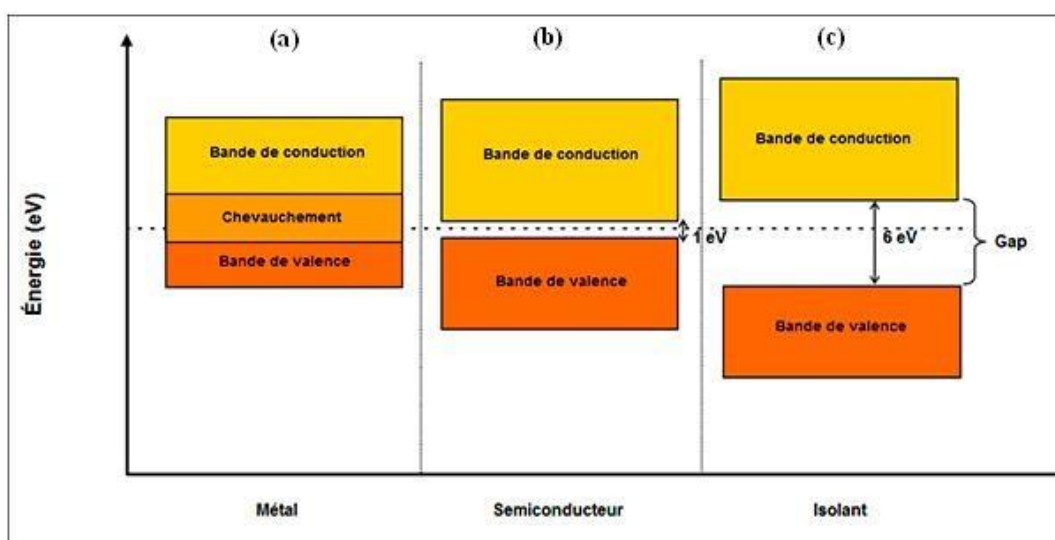 (a)
(b)
(c)
Énergie (eV)
Bande de conduction
Chevauchement
Bande de valence
Bande de conduction
1 eV
Bande de valence
Bande de conduction
6 eV
Gap
Bande de valence
Métal
Semiconducteur
Isolant